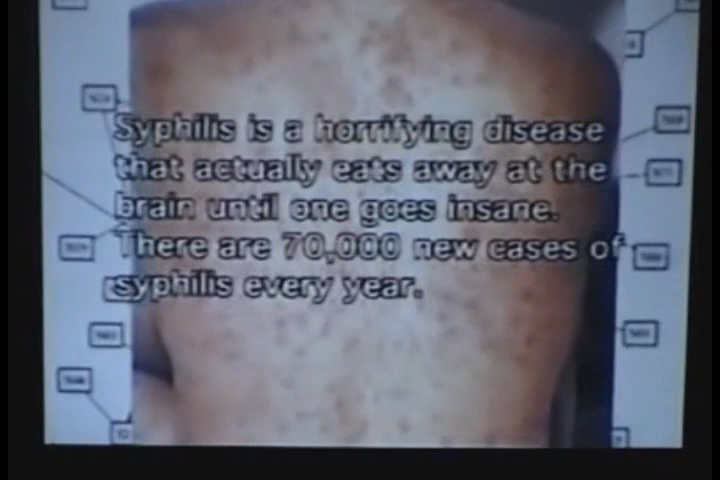 Syphilis is a horrifying disease
that actually eats away at the
brain until one goes insane.
There are 70,000 new cases of
syphilis every year.